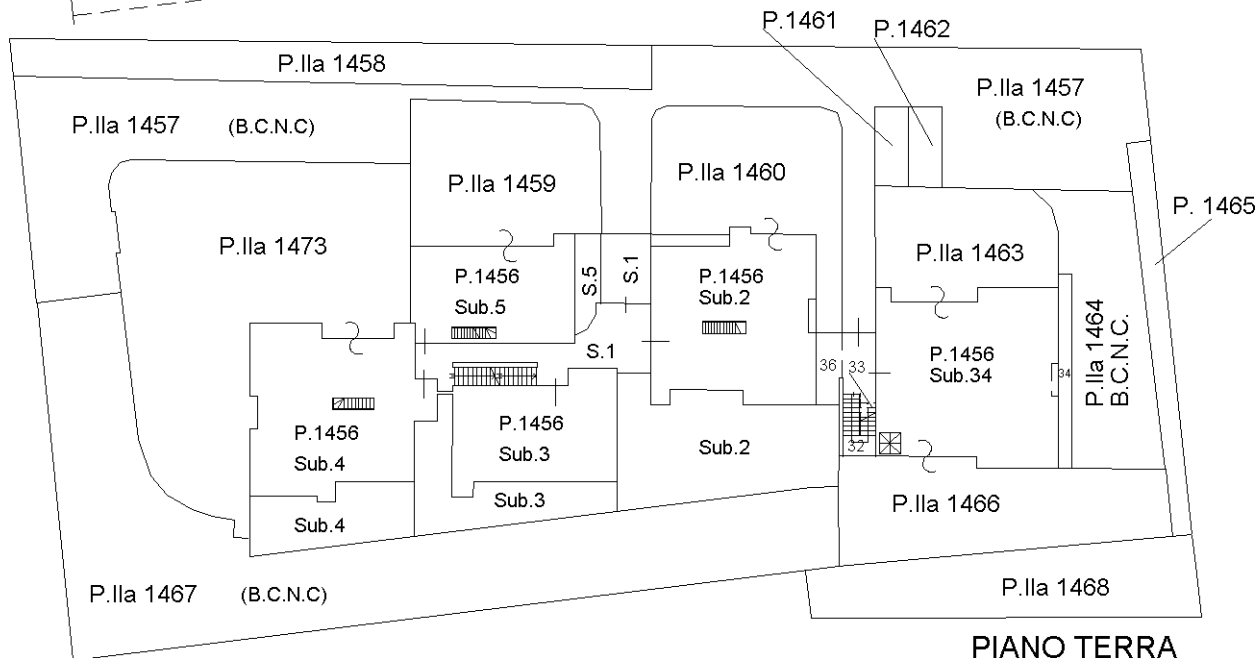 P.1461
P.1462
P.lla 1458
P.lla 1457
(B.C.N.C)
P.lla 1457
(B.C.N.C)
P.lla 1459
P.lla 1460
P. 1465
P.lla 1473
P.lla 1463
P.1456
Sub.5
S.5
S.1
P.1456
Sub.2
S.1
P.lla 1464
B.C.N.C.
36
33
P.1456
Sub.34
34
P.1456
Sub.4
P.1456
Sub.3
Sub.2
32
Sub.4
Sub.3
P.lla 1466
P.lla 1467
(B.C.N.C)
P.lla 1468
PIANO TERRA